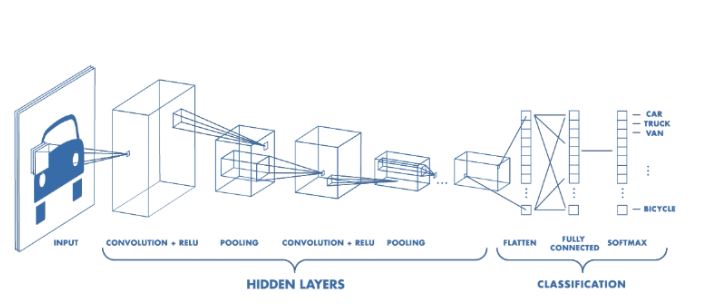 CAR
TRUCK
VAN
BICYCLE
INPUT
CONVOLUTION + RELU
POOLING
CONVOLUTION + RELU
POOLING
FLATTEN
FULLY
CONNECTED
SOFTMAX
HIDDEN LAYERS
CLASSIFICATION